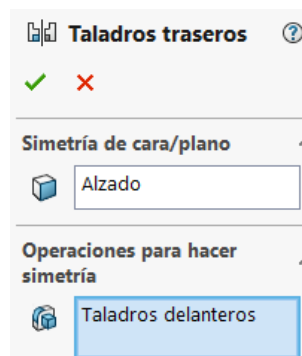 Taladros traseros
Simetría de cara/plano
Alzado
Operaciones para hacer
simetría
Taladros delanteros